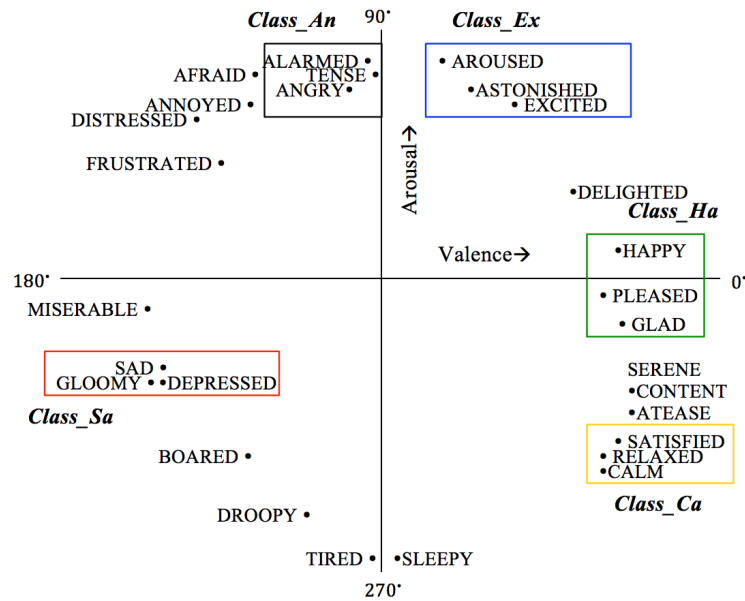 Class_An
90°
Class_Ex
ALARMED
AROUSED
AFRAID
TENSE
ANGRY
ASTONISHED
ANNOYED
EXCITED
DISTRESSED
FRUSTRATED
Arousal→
DELIGHTED
Class_Ha
Valence→
HAPPY
180°
0°
MISERABLE
PLEASED
GLAD
SAD
SERENE
GLOOMY
DEPRESSED
CONTENT
Class_Sa
ATEASE
SATISFIED
BOARED
RELAXED
CALM
Class_Ca
DROOPY
TIRED
SLEEPY
270°